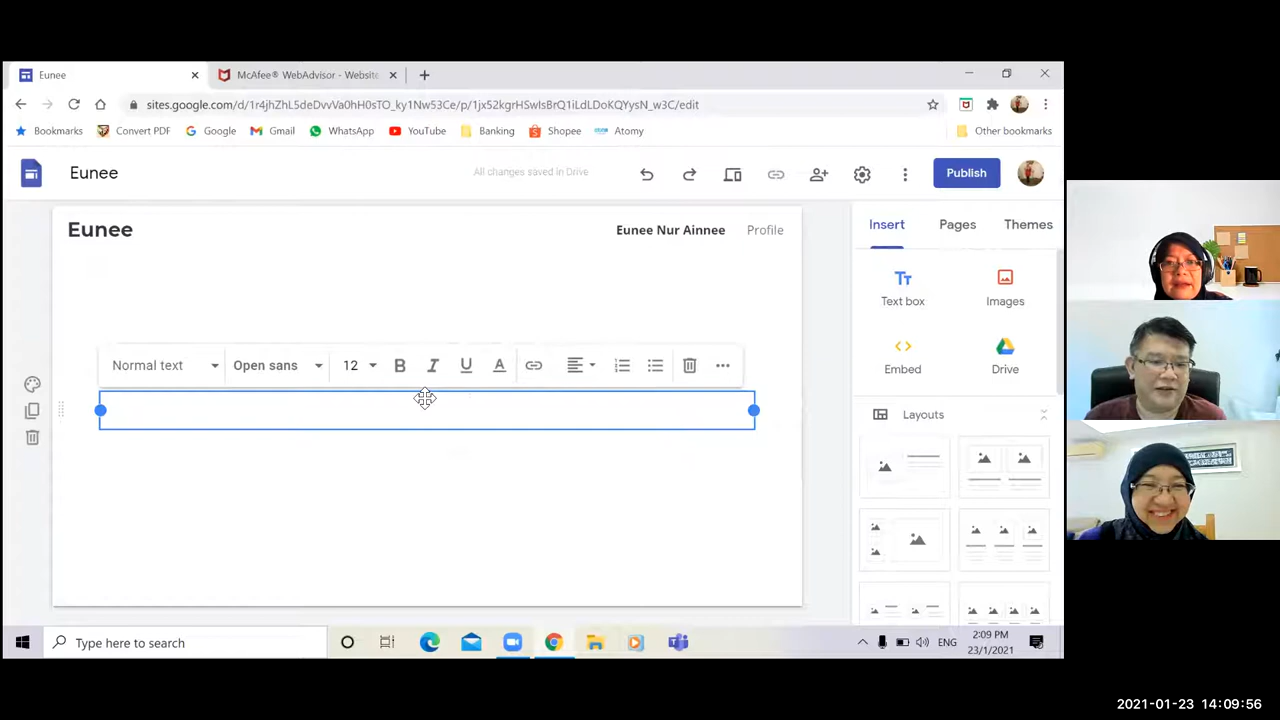 Eunee
McAfee® WebAdvisor - Website
sites.google.com/d/1r4jhZhL5deDvvVa0hH0sTO_ky1Nw53Ce/p/1jx52kgrHSwIsBrQ1iLdLDoKQYysN_w3C/edit
Bookmarks Convert PDF Google Gmail WhatsApp YouTube Banking Shopee Atomy Other bookmarks
Eunee All changes saved in Drive Publish
Eunee Eunee Nur Ainnee Profile
Insert Pages Themes
Text box Images
Normal text Open sans 12 B I U A
Embed Drive
Layouts
Type here to search
ENG 2:09 PM
23/1/2021
2021-01-23 14:09:56